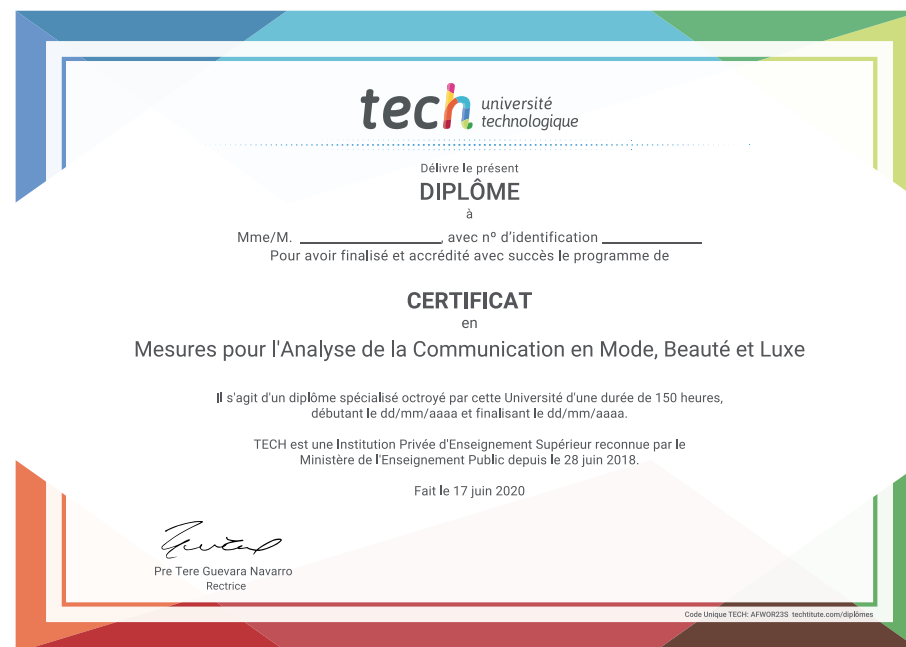 tech université
technologique
Délivre le présent
DIPLÔME
à
Mme/M. ____________________, avec nº d'identification ______________
Pour avoir finalisé et accrédité avec succès le programme de
CERTIFICAT
en
Mesures pour l'Analyse de la Communication en Mode, Beauté et Luxe
Il s'agit d'un diplôme spécialisé octroyé par cette Université d'une durée de 150 heures,
débutant le dd/mm/aaaa et finalisant le dd/mm/aaaa.
TECH est une Institution Privée d'Enseignement Supérieur reconnue par le
Ministère de l'Enseignement Public depuis le 28 juin 2018.
Fait le 17 juin 2020
Pre Tere Guevara Navarro
Rectrice
Code Unique TECH: AFWOR23S techtitute.com/diplômes